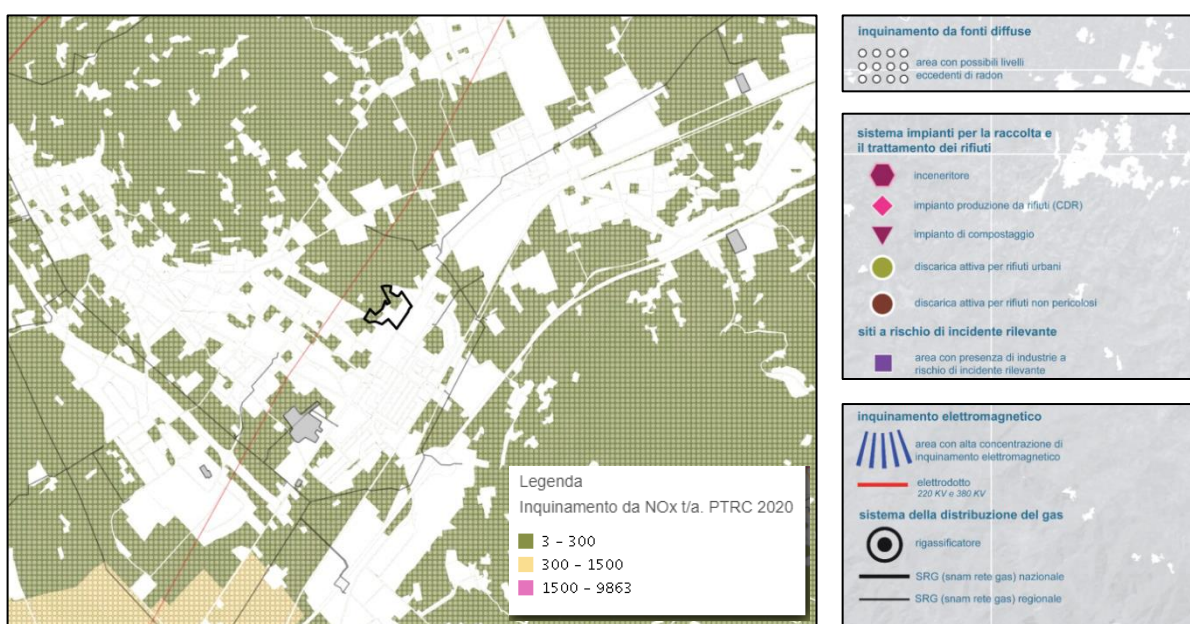 Legenda
Inquinamento da NOx t/a. PTRC 2020
3 - 300
300 - 1500
1500 - 9863
inquinamento da fonti diffuse
area con possibili livelli
eccedenti di radon
sistema impianti per la raccolta e
il trattamento dei rifiuti
inceneritore
impianto produzione da rifiuti (CDR)
impianto di compostaggio
discarica attiva per rifiuti urbani
discarica attiva per rifiuti non pericolosi
siti a rischio di incidente rilevante
area con presenza di industrie a
rischio di incidente rilevante
inquinamento elettromagnetico
area con alta concentrazione di
inquinamento elettromagnetico
elettrodotto
220 KV e 380 KV
sistema della distribuzione del gas
rigassificatore
SRG (snam rete gas) nazionale
SRG (snam rete gas) regionale